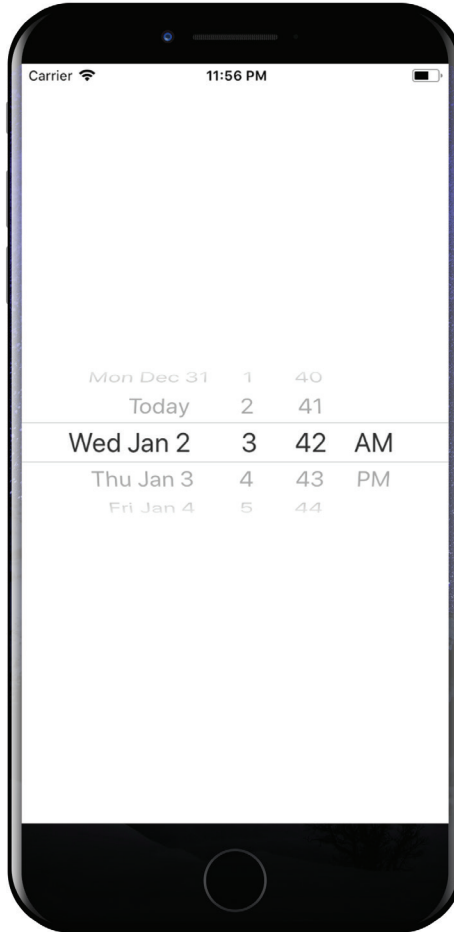 Carrier 11:56 PM
Mon Dec 31 1 40
Today 2 41
Wed Jan 2 3 42 AM
Thu Jan 3 4 43 PM
Fri Jan 4 5 44